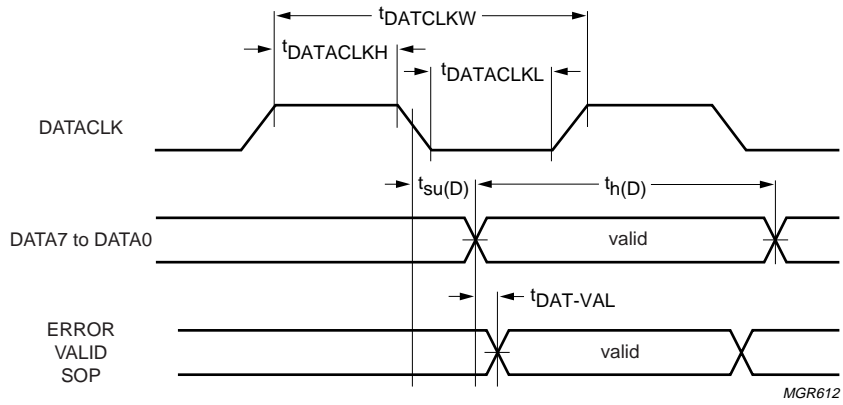 tDATCLKW
tDATACLKH
tDATACLKL
DATACLK
tsu(D)
th(D)
DATA7 to DATA0
valid
tDAT-VAL
ERROR
VALID
SOP
valid
MGR612